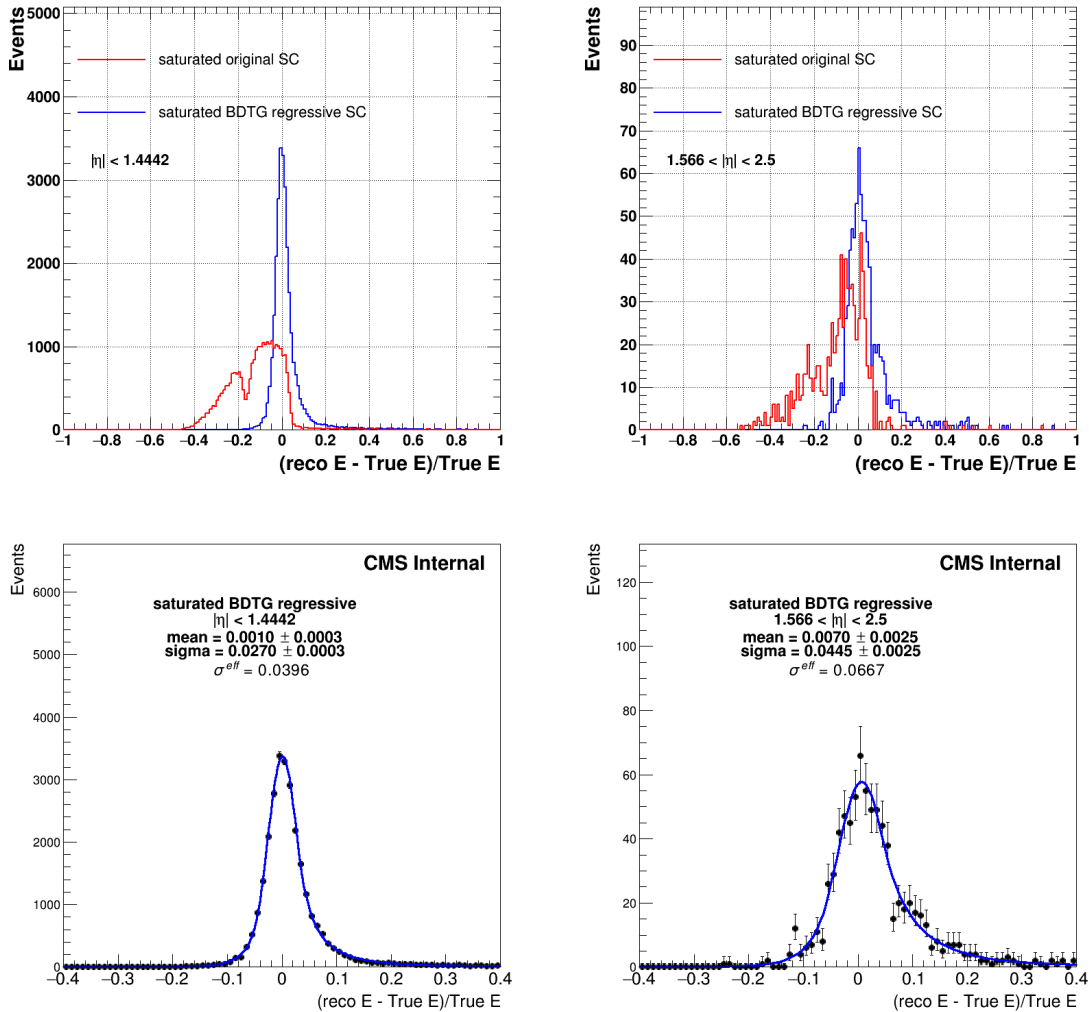 Events
5000
4000
3000
2000
1000
0
saturated original SC
saturated BDTG regressive SC
|η| < 1.4442
−1 −0.8 −0.6 −0.4 −0.2 0 0.2 0.4 0.6 0.8 1
(reco E - True E)/True E
Events
90
80
70
60
50
40
30
20
10
0
saturated original SC
saturated BDTG regressive SC
1.566 < |η| < 2.5
−1 −0.8 −0.6 −0.4 −0.2 0 0.2 0.4 0.6 0.8 1
(reco E - True E)/True E
Events
6000
5000
4000
3000
2000
1000
0
CMS Internal
saturated BDTG regressive
|η| < 1.4442
mean = 0.0010 ± 0.0003
sigma = 0.0270 ± 0.0003
σ^eff = 0.0396
−0.4 −0.3 −0.2 −0.1 0 0.1 0.2 0.3 0.4
(reco E - True E)/True E
Events
120
100
80
60
40
20
0
CMS Internal
saturated BDTG regressive
1.566 < |η| < 2.5
mean = 0.0070 ± 0.0025
sigma = 0.0445 ± 0.0025
σ^eff = 0.0667
−0.4 −0.3 −0.2 −0.1 0 0.1 0.2 0.3 0.4
(reco E - True E)/True E